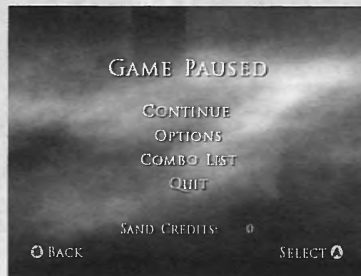 GAME PAUSED
CONTINUE
OPTIONS
COMBO LIST
QUIT
SAND CREDITS: 0
BACK
SELECT A